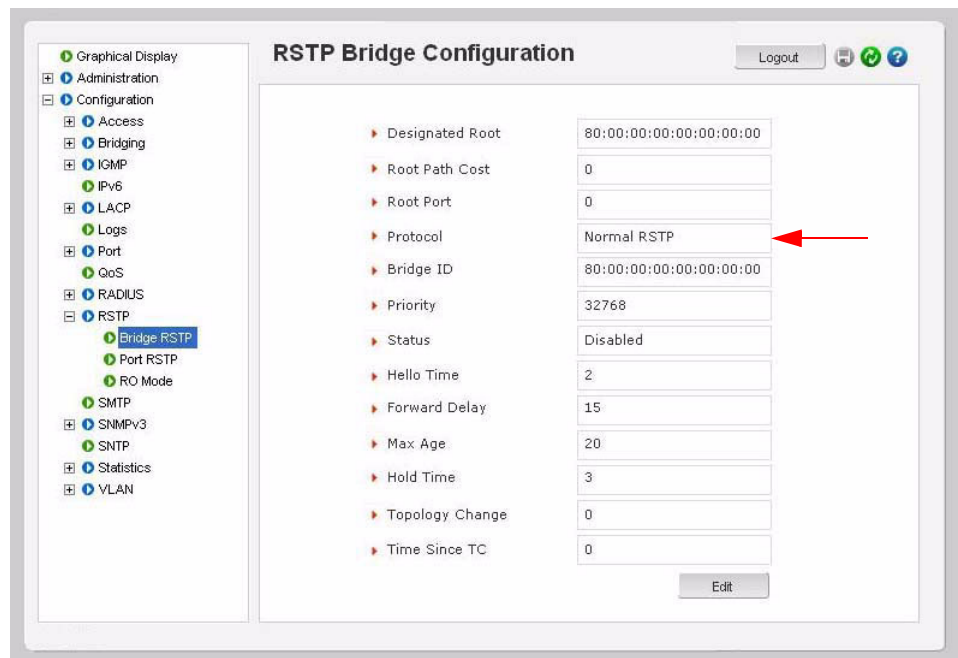 Graphical Display
Administration
Configuration
Access
Bridging
IGMP
IPv6
LACP
Logs
Port
QoS
RADIUS
RSTP
Bridge RSTP
Port RSTP
RO Mode
SMTP
SNMPv3
SNTP
Statistics
VLAN
RSTP Bridge Configuration
Logout
?
Designated Root 80:00:00:00:00:00:00:00
Root Path Cost 0
Root Port 0
Protocol Normal RSTP
Bridge ID 80:00:00:00:00:00:00:00
Priority 32768
Status Disabled
Hello Time 2
Forward Delay 15
Max Age 20
Hold Time 3
Topology Change 0
Time Since TC 0
Edit